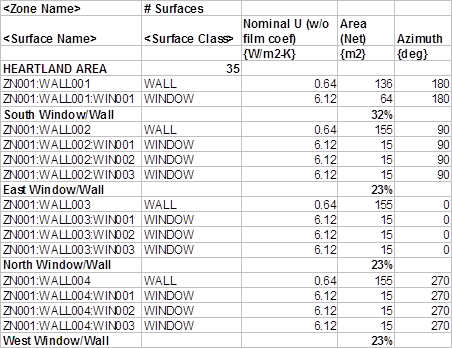 <Zone Name> # Surfaces
Nominal U (w/o Area
<Surface Name> <Surface Class> film coef) (Net) Azimuth
{W/m2-K} {m2} {deg}
HEARTLAND AREA 35
ZN001:WALL001 WALL 0.64 136 180
ZN001:WALL001:WIN001 WINDOW 6.12 64 180
South Window/Wall 32%
ZN001:WALL002 WALL 0.64 155 90
ZN001:WALL002:WIN001 WINDOW 6.12 15 90
ZN001:WALL002:WIN002 WINDOW 6.12 15 90
ZN001:WALL002:WIN003 WINDOW 6.12 15 90
East Window/Wall 23%
ZN001:WALL003 WALL 0.64 155 0
ZN001:WALL003:WIN001 WINDOW 6.12 15 0
ZN001:WALL003:WIN002 WINDOW 6.12 15 0
ZN001:WALL003:WIN003 WINDOW 6.12 15 0
North Window/Wall 23%
ZN001:WALL004 WALL 0.64 155 270
ZN001:WALL004:WIN001 WINDOW 6.12 15 270
ZN001:WALL004:WIN002 WINDOW 6.12 15 270
ZN001:WALL004:WIN003 WINDOW 6.12 15 270
West Window/Wall 23%